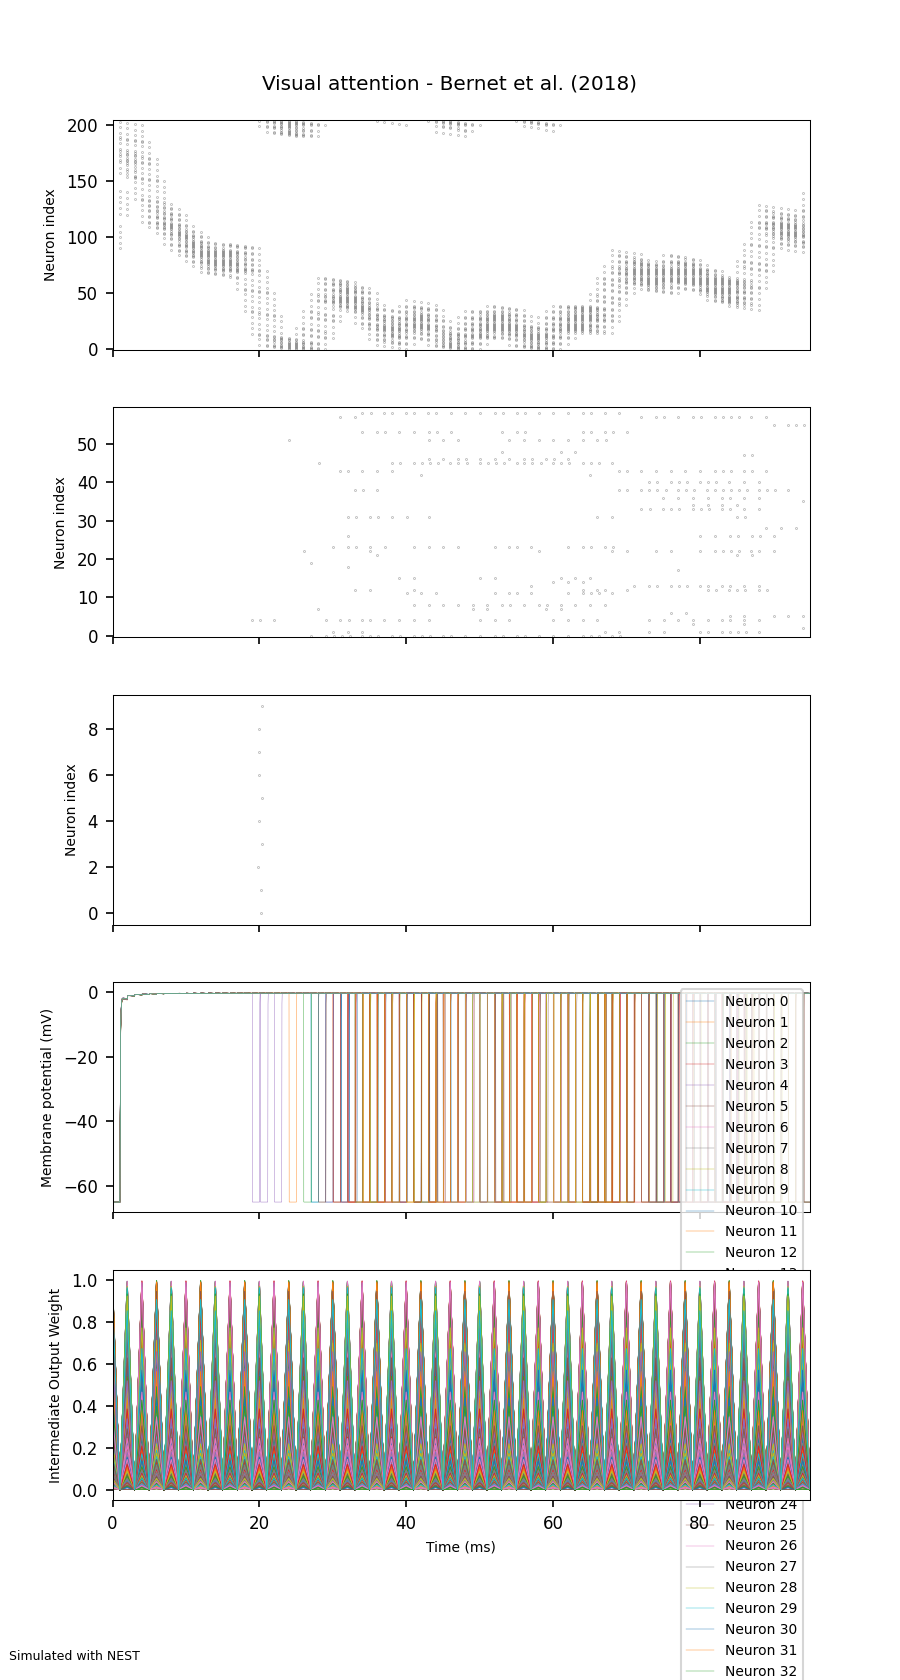 Visual attention - Bernet et al. (2018)
200
150
100
50
0
Neuron index
50
40
30
20
10
0
Neuron index
8
6
4
2
0
Neuron index
0
−20
−40
−60
Membrane potential (mV)
Neuron 0
Neuron 1
Neuron 2
Neuron 3
Neuron 4
Neuron 5
Neuron 6
Neuron 7
Neuron 8
Neuron 9
Neuron 10
Neuron 11
Neuron 12
1.0
0.8
0.6
0.4
0.2
0.0
Intermediate Output Weight
0 20 40 60 80
Time (ms)
Neuron 24
Neuron 25
Neuron 26
Neuron 27
Neuron 28
Neuron 29
Neuron 30
Neuron 31
Neuron 32
Simulated with NEST